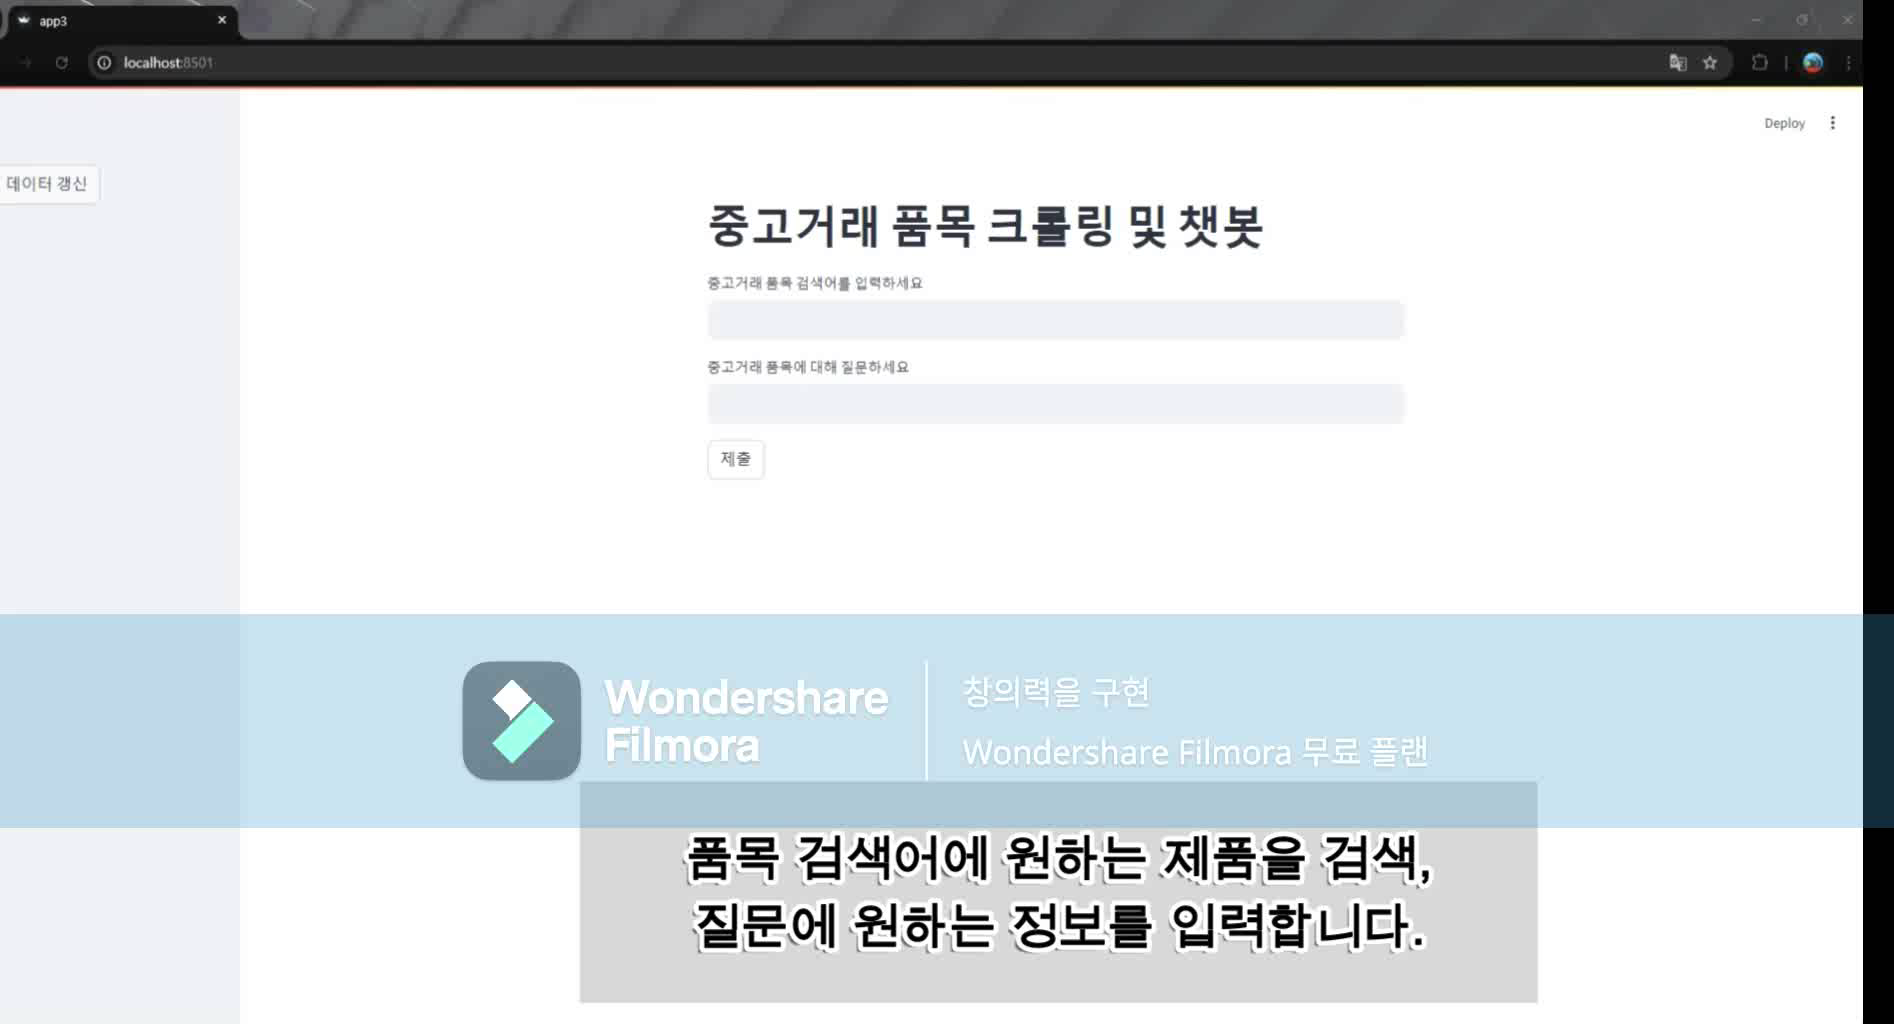 app3
localhost:8501
Deploy
데이터 갱신
중고거래 품목 크롤링 및 챗봇
중고거래 품목 검색어를 입력하세요
중고거래 품목에 대해 질문하세요
제출
Wondershare
Filmora
창의력을 구현
Wondershare Filmora 무료 플랜
품목 검색어에 원하는 제품을 검색,
질문에 원하는 정보를 입력합니다.